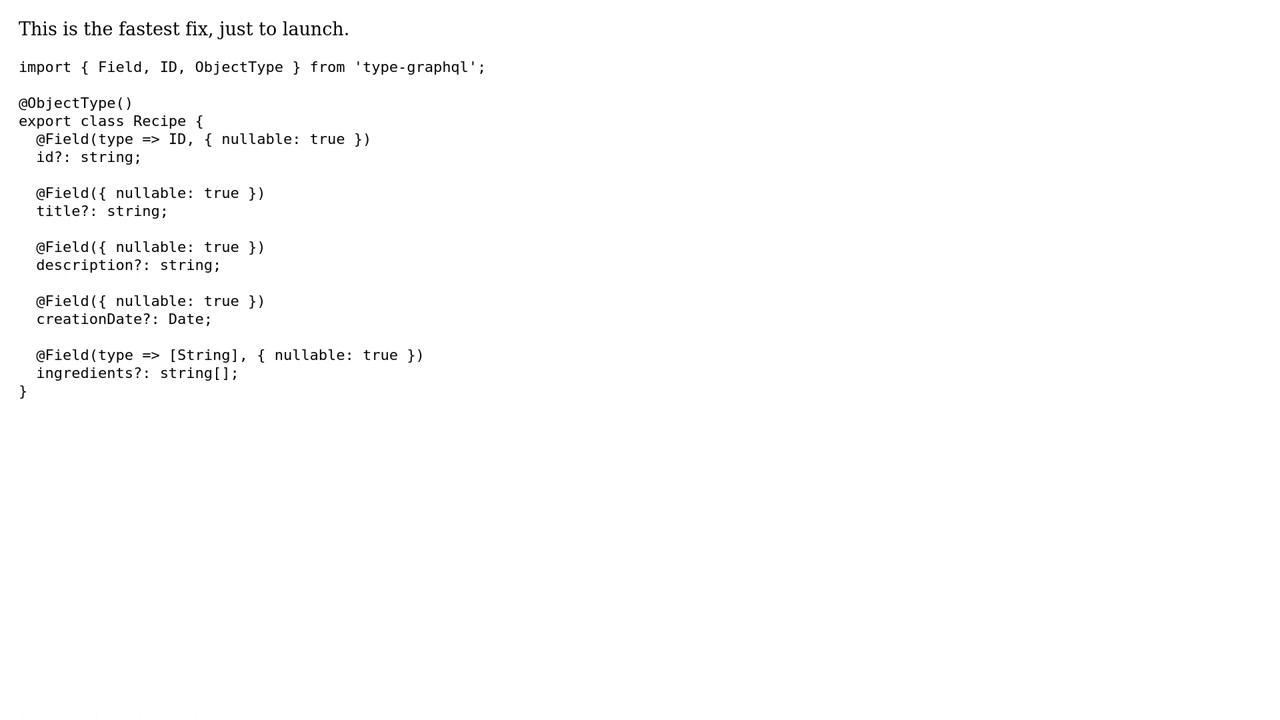 This is the fastest fix, just to launch.
import { Field, ID, ObjectType } from 'type-graphql';
@ObjectType()
export class Recipe {
  @Field(type => ID, { nullable: true })
  id?: string;
  @Field({ nullable: true })
  title?: string;
  @Field({ nullable: true })
  description?: string;
  @Field({ nullable: true })
  creationDate?: Date;
  @Field(type => [String], { nullable: true })
  ingredients?: string[];
}